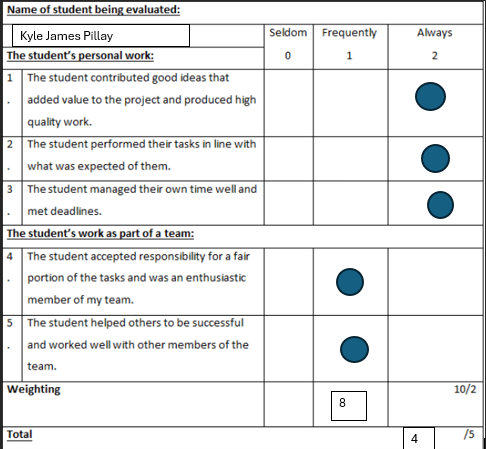 Name of student being evaluated:
Kyle James Pillay
Seldom Frequently Always
The student's personal work: 0 1 2
1 The student contributed good ideas that
. added value to the project and produced high
quality work.
2 The student performed their tasks in line with
. what was expected of them.
3 The student managed their own time well and
. met deadlines.
The student's work as part of a team:
4 The student accepted responsibility for a fair
. portion of the tasks and was an enthusiastic
member of my team.
5 The student helped others to be successful
. and worked well with other members of the
team.
Weighting 10/2
8
Total 4 /5